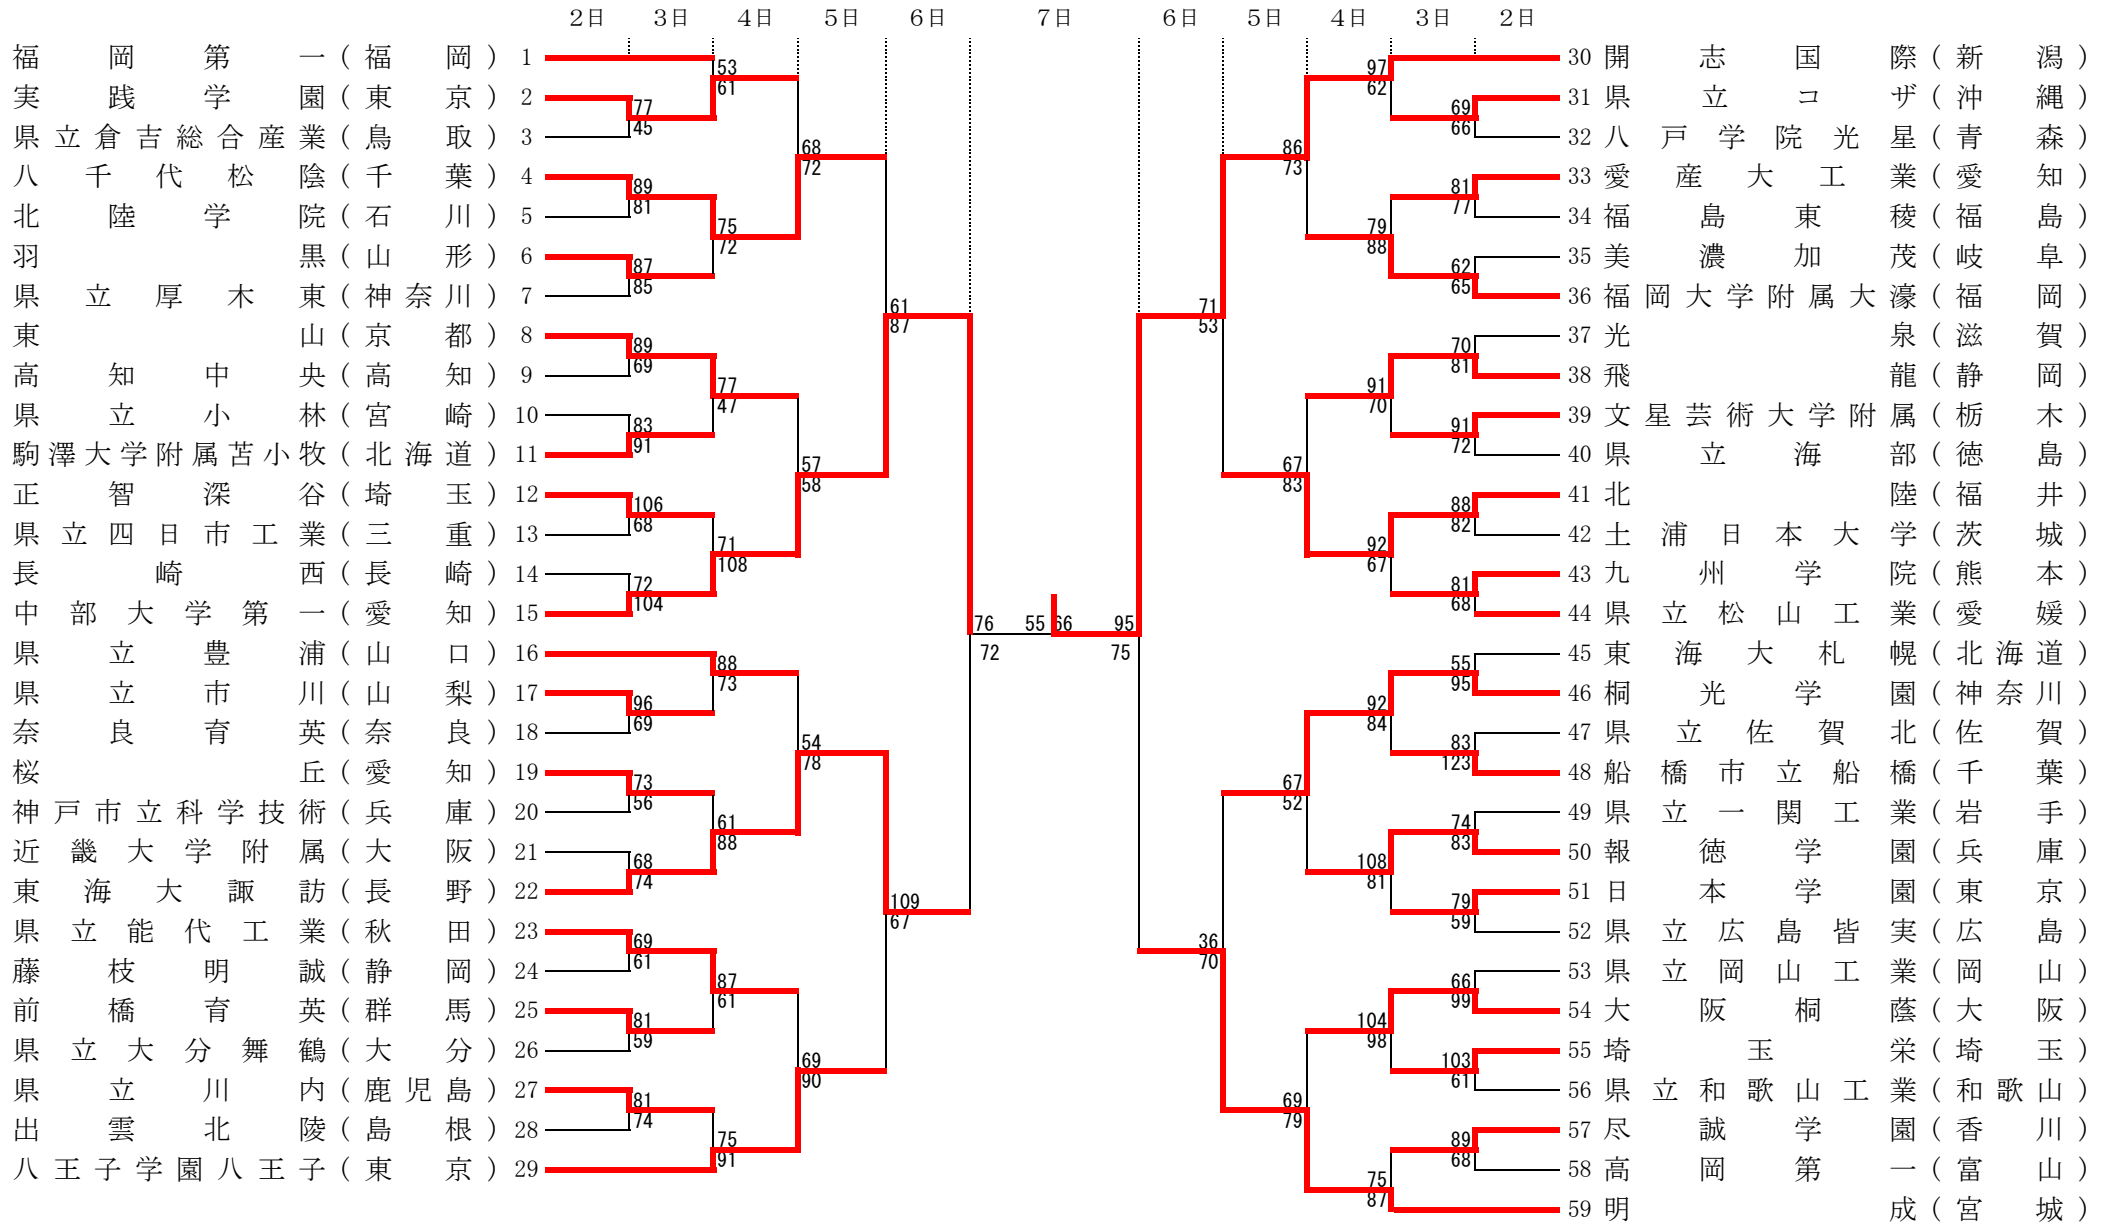 2日 3日 4日 5日 6日 7日 6日 5日 4日 3日 2日
福岡第一(福岡) 1 53 97 30 開志国際(新潟)
61 62
実践学園(東京) 2 77 69 31 県立コザ(沖縄)
県立倉吉総合産業(鳥取) 3 45 66 32 八戸学院光星(青森)
68 86
72 73
八千代松陰(千葉) 4 89 81 33 愛産大工業(愛知)
北陸学院(石川) 5 81 77 34 福島東稜(福島)
75 79
72 88
羽黒(山形) 6 87 62 35 美濃加茂(岐阜)
県立厚木東(神奈川) 7 85 65 36 福岡大学附属大濠(福岡)
61 71
87 53
東山(京都) 8 89 70 37 光泉(滋賀)
高知中央(高知) 9 69 81 38 飛龍(静岡)
77 91
47 70
県立小林(宮崎) 10 83 91 39 文星芸術大学附属(栃木)
駒澤大学附属苫小牧(北海道) 11 91 72 40 県立海部(徳島)
57 67
58 83
正智深谷(埼玉) 12 106 88 41 北陸(福井)
県立四日市工業(三重) 13 68 82 42 土浦日本大学(茨城)
71 92
108 67
長崎西(長崎) 14 72 81 43 九州学院(熊本)
中部大学第一(愛知) 15 104 68 44 県立松山工業(愛媛)
76 55 66 95
72 75
県立豊浦(山口) 16 88 55 45 東海大札幌(北海道)
73 95
県立市川(山梨) 17 96 92 46 桐光学園(神奈川)
奈良育英(奈良) 18 69 84 83 47 県立佐賀北(佐賀)
54 123
78
桜丘(愛知) 19 73 67 48 船橋市立船橋(千葉)
神戸市立科学技術(兵庫) 20 56 52 74 49 県立一関工業(岩手)
61 83
88
近畿大学附属(大阪) 21 68 108 50 報徳学園(兵庫)
東海大諏訪(長野) 22 74 81 79 51 日本学園(東京)
109 59
67
県立能代工業(秋田) 23 69 36 52 県立広島皆実(広島)
藤枝明誠(静岡) 24 61 70 66 53 県立岡山工業(岡山)
87 99
61
前橋育英(群馬) 25 81 104 54 大阪桐蔭(大阪)
県立大分舞鶴(大分) 26 59 98 103 55 埼玉栄(埼玉)
69 61
90
県立川内(鹿児島) 27 81 69 56 県立和歌山工業(和歌山)
出雲北陵(島根) 28 74 79 89 57 尽誠学園(香川)
75 68
91
八王子学園八王子(東京) 29 75 58 高岡第一(富山)
87 59 明成(宮城)